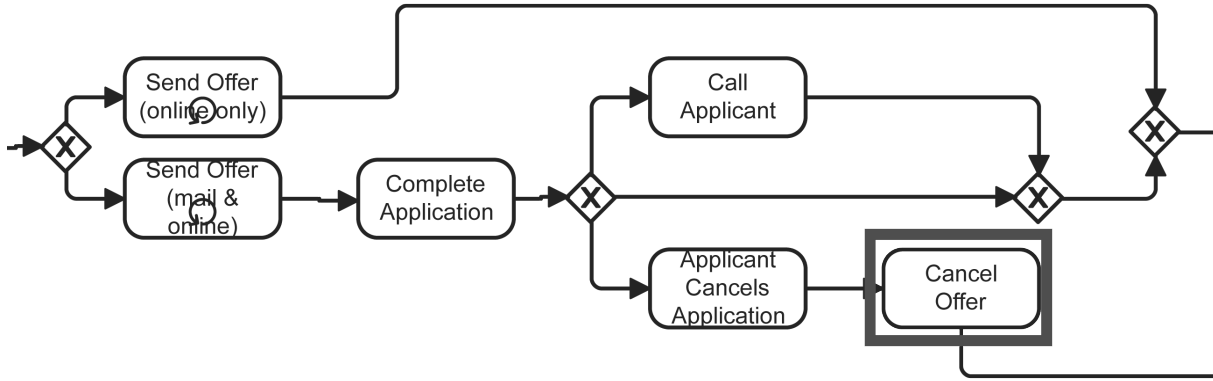 Send Offer
(online only)
Call
Applicant
X
X
Send Offer
(mail &
online)
Complete
Application
X
X
Applicant
Cancels
Application
Cancel
Offer